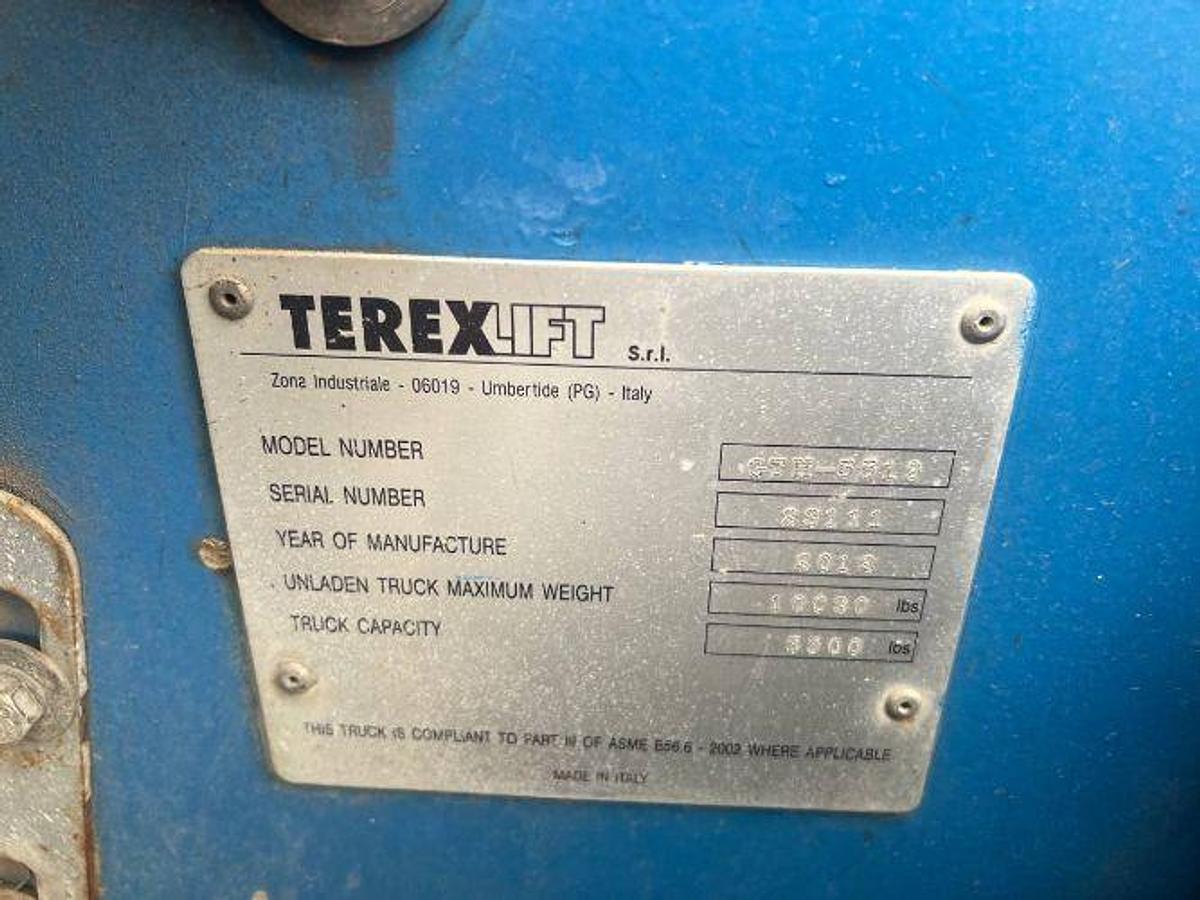 TEREXLIFT S.r.l.
Zona Industriale - 06019 - Umbertide (PG) - Italy
MODEL NUMBER
SERIAL NUMBER
YEAR OF MANUFACTURE
UNLADEN TRUCK MAXIMUM WEIGHT lbs
TRUCK CAPACITY 5500 lbs
THIS TRUCK IS COMPLIANT TO PART III OF ASME B56.6 - 2002 WHERE APPLICABLE
MADE IN ITALY